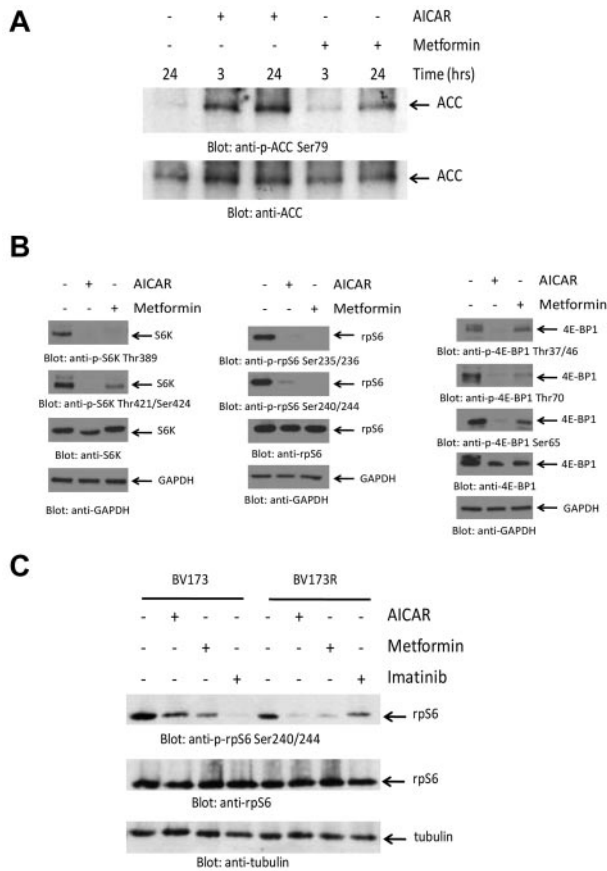 A
- + + - - AICAR
- - - + + Metformin
24 3 24 3 24 Time (hrs)
ACC
Blot: anti-p-ACC Ser79
ACC
Blot: anti-ACC
B
- + - AICAR
- - + Metformin
S6K
Blot: anti-p-S6K Thr389
S6K
Blot: anti-p-S6K Thr421/Ser424
S6K
Blot: anti-S6K
GAPDH
Blot: anti-GAPDH
- + - AICAR
- - + Metformin
rpS6
Blot: anti-p-rpS6 Ser235/236
rpS6
Blot: anti-p-rpS6 Ser240/244
rpS6
Blot: anti-rpS6
GAPDH
Blot: anti-GAPDH
- + - AICAR
- - + Metformin
4E-BP1
Blot: anti-p-4E-BP1 Thr37/46
4E-BP1
Blot: anti-p-4E-BP1 Thr70
4E-BP1
Blot: anti-p-4E-BP1 Ser65
4E-BP1
Blot: anti-4E-BP1
GAPDH
Blot: anti-GAPDH
C
BV173 BV173R
- + - - - + - - AICAR
- - + - - - + - Metformin
- - - + - - - + Imatinib
rpS6
Blot: anti-p-rpS6 Ser240/244
rpS6
Blot: anti-rpS6
tubulin
Blot: anti-tubulin